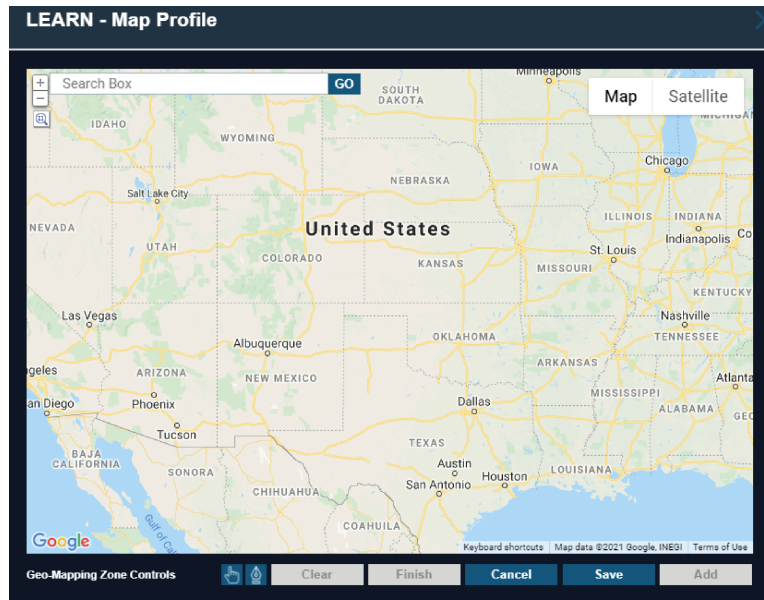 LEARN - Map Profile
X
+
Search Box
GO
−
Map
Satellite
Minneapolis
SOUTH
DAKOTA
IDAHO
WYOMING
IOWA
Chicago
NEBRASKA
Salt Lake City
NEVADA
UTAH
United States
ILLINOIS
INDIANA
Indianapolis
Co
COLORADO
KANSAS
St. Louis
MISSOURI
KENTUCKY
Las Vegas
Nashville
TENNESSEE
Albuquerque
OKLAHOMA
ARKANSAS
geles
ARIZONA
NEW MEXICO
Atlanta
an Diego
Phoenix
Dallas
MISSISSIPPI
ALABAMA
GEO
Tucson
TEXAS
BAJA
CALIFORNIA
SONORA
Austin
San Antonio
Houston
LOUISIANA
CHIHUAHUA
COAHUILA
Google
Keyboard shortcuts
Map data ©2021 Google, INEGI
Terms of Use
Geo-Mapping Zone Controls
Clear
Finish
Cancel
Save
Add